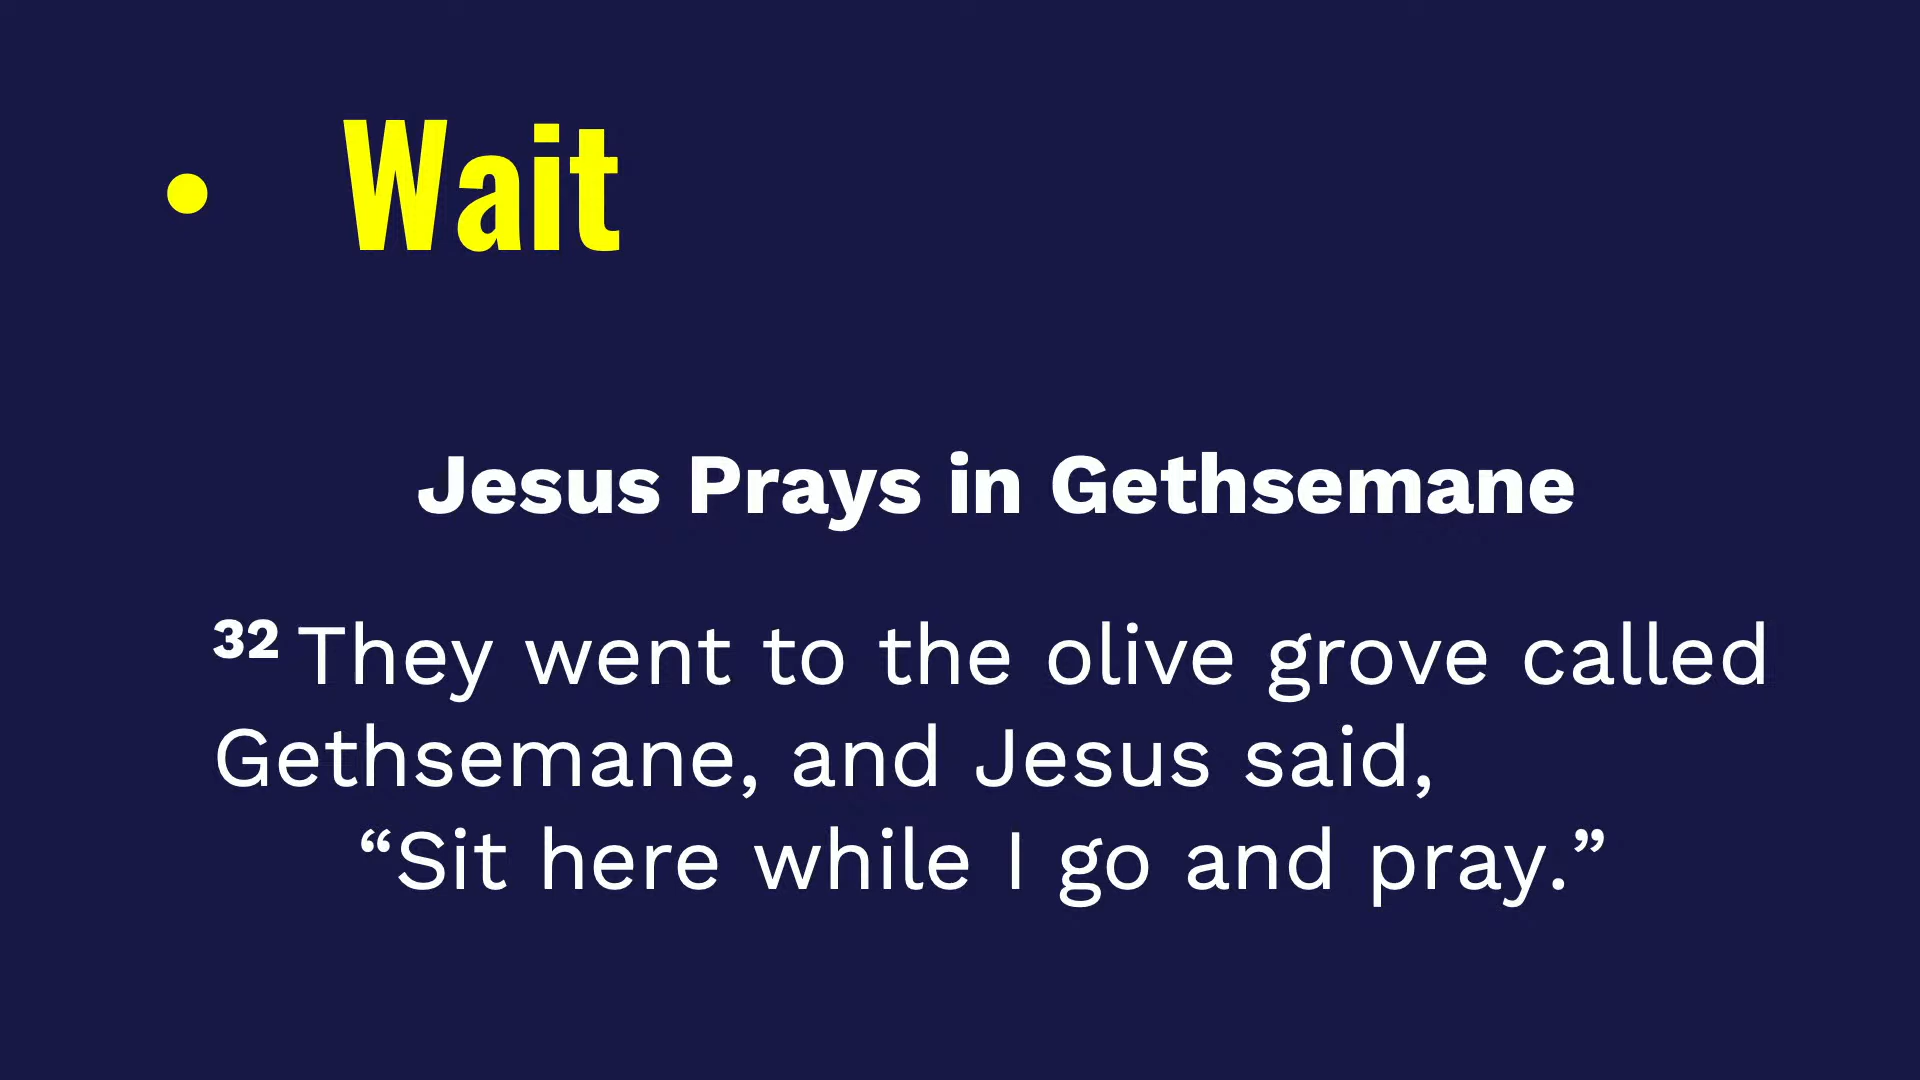 • Wait
Jesus Prays in Gethsemane
32 They went to the olive grove called
Gethsemane, and Jesus said,
“Sit here while I go and pray.”